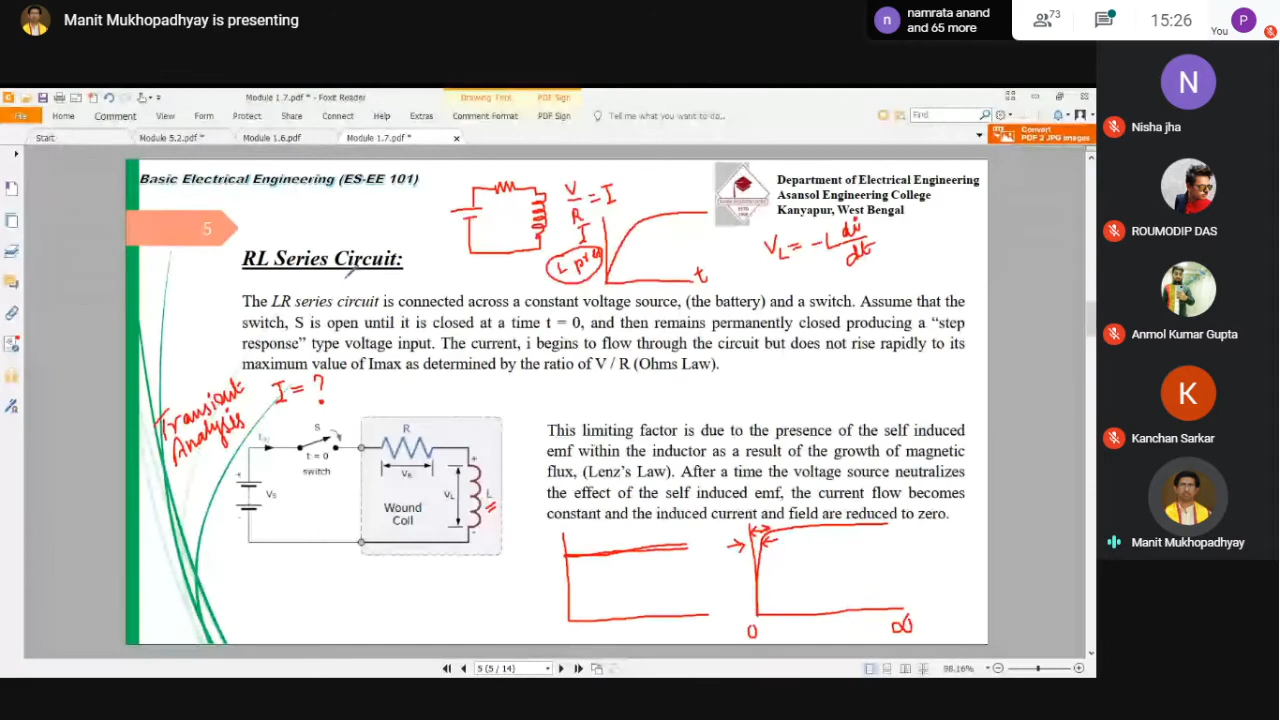 Manit Mukhopadhyay is presenting
n
namrata anand
and 65 more
73
15:26
You
P
Module 1.7.pdf * - Foxit Reader
Drawing Tools
PDF Sign
File
Home
Comment
View
Form
Protect
Share
Connect
Help
Extras
Comment Format
PDF Sign
Tell me what you want to do...
Find
Start
Module 5.2.pdf *
Module 1.6.pdf
Module 1.7.pdf *
Convert
PDF 2 JPG Images
Basic Electrical Engineering (ES-EE 101)
Department of Electrical Engineering
Asansol Engineering College
Kanyapur, West Bengal
5
V/R = I
I
t
V_L = -L di/dt
RL Series Circuit:
The LR series circuit is connected across a constant voltage source, (the battery) and a switch. Assume that the
switch, S is open until it is closed at a time t = 0, and then remains permanently closed producing a “step
response” type voltage input. The current, i begins to flow through the circuit but does not rise rapidly to its
maximum value of Imax as determined by the ratio of V / R (Ohms Law).
Transient
Analysis
I = ?
S
t = 0
switch
R
V_R
V_S
V_L
L
Wound
Coil
This limiting factor is due to the presence of the self induced
emf within the inductor as a result of the growth of magnetic
flux, (Lenz’s Law). After a time the voltage source neutralizes
the effect of the self induced emf, the current flow becomes
constant and the induced current and field are reduced to zero.
0
∞
5 (5 / 14)
98.16%
N
Nisha jha
ROUMODIP DAS
Anmol Kumar Gupta
K
Kanchan Sarkar
Manit Mukhopadhyay